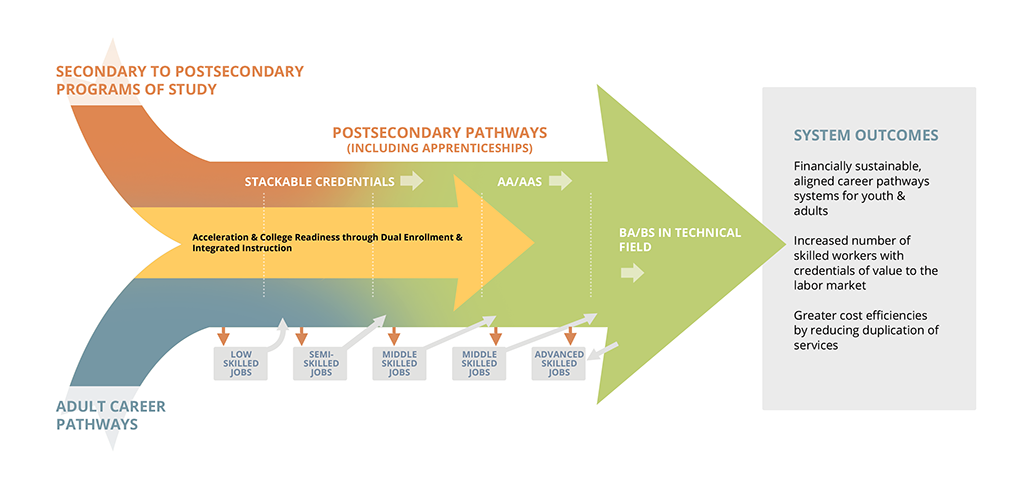 SECONDARY TO POSTSECONDARY
PROGRAMS OF STUDY
POSTSECONDARY PATHWAYS
(INCLUDING APPRENTICESHIPS)
STACKABLE CREDENTIALS
AA/AAS
Acceleration & College Readiness through Dual Enrollment &
Integrated Instruction
BA/BS IN TECHNICAL
FIELD
LOW
SKILLED
JOBS
SEMI-
SKILLED
JOBS
MIDDLE
SKILLED
JOBS
MIDDLE
SKILLED
JOBS
ADVANCED
SKILLED
JOBS
ADULT CAREER
PATHWAYS
SYSTEM OUTCOMES
Financially sustainable,
aligned career pathways
systems for youth &
adults
Increased number of
skilled workers with
credentials of value to the
labor market
Greater cost efficiencies
by reducing duplication of
services